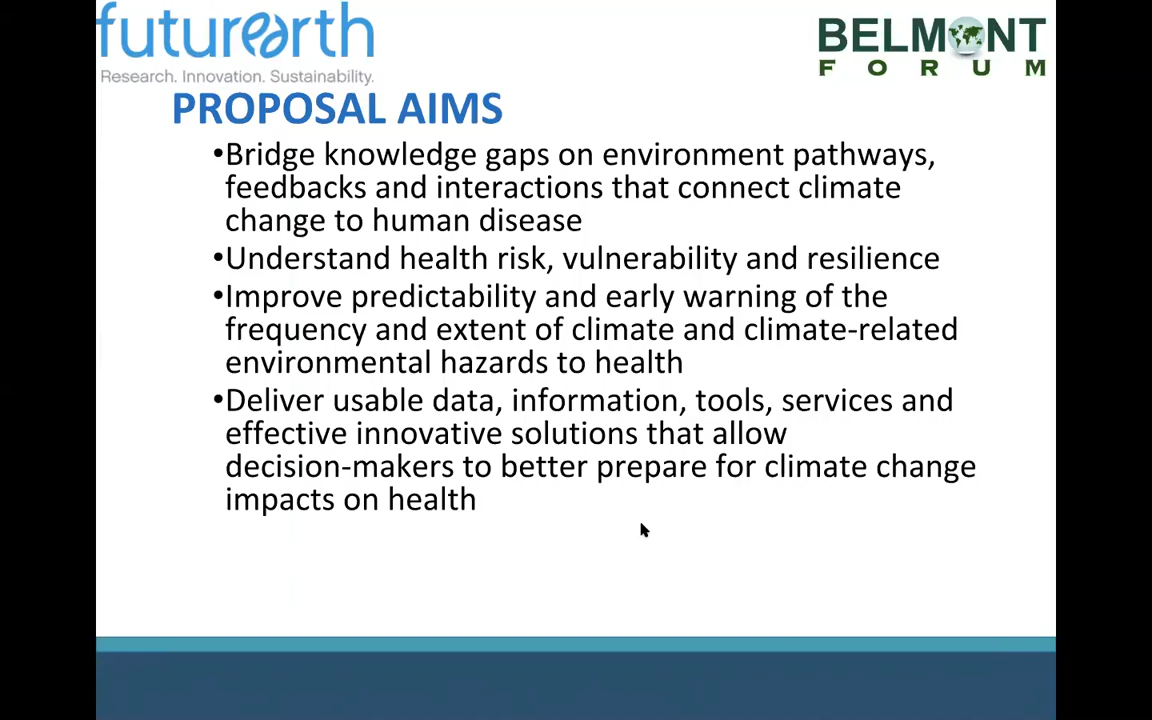 futurearth
BELMONT
FORUM
Research. Innovation. Sustainability.
PROPOSAL AIMS
•Bridge knowledge gaps on environment pathways,
feedbacks and interactions that connect climate
change to human disease
•Understand health risk, vulnerability and resilience
•Improve predictability and early warning of the
frequency and extent of climate and climate-related
environmental hazards to health
•Deliver usable data, information, tools, services and
effective innovative solutions that allow
decision-makers to better prepare for climate change
impacts on health